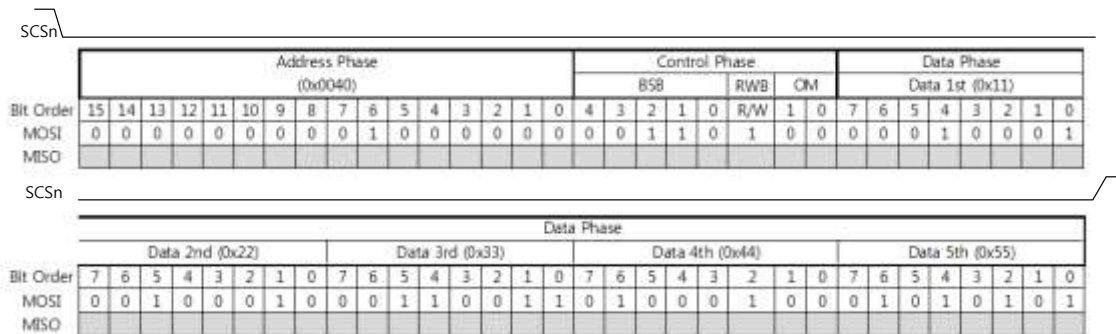 SCSn
Address Phase Control Phase Data Phase
(0x0040) BSB RWB OM Data 1st (0x11)
Bit Order 15 14 13 12 11 10 9 8 7 6 5 4 3 2 1 0 4 3 2 1 0 R/W 1 0 7 6 5 4 3 2 1 0
MOSI 0 0 0 0 0 0 0 0 0 1 0 0 0 0 0 0 0 0 1 1 0 1 0 0 0 0 0 1 0 0 0 1
MISO
SCSn
Data Phase
Data 2nd (0x22) Data 3rd (0x33) Data 4th (0x44) Data 5th (0x55)
Bit Order 7 6 5 4 3 2 1 0 7 6 5 4 3 2 1 0 7 6 5 4 3 2 1 0 7 6 5 4 3 2 1 0
MOSI 0 0 1 0 0 0 1 0 0 0 1 1 0 0 1 1 0 1 0 0 0 1 0 0 0 1 0 1 0 1 0 1
MISO